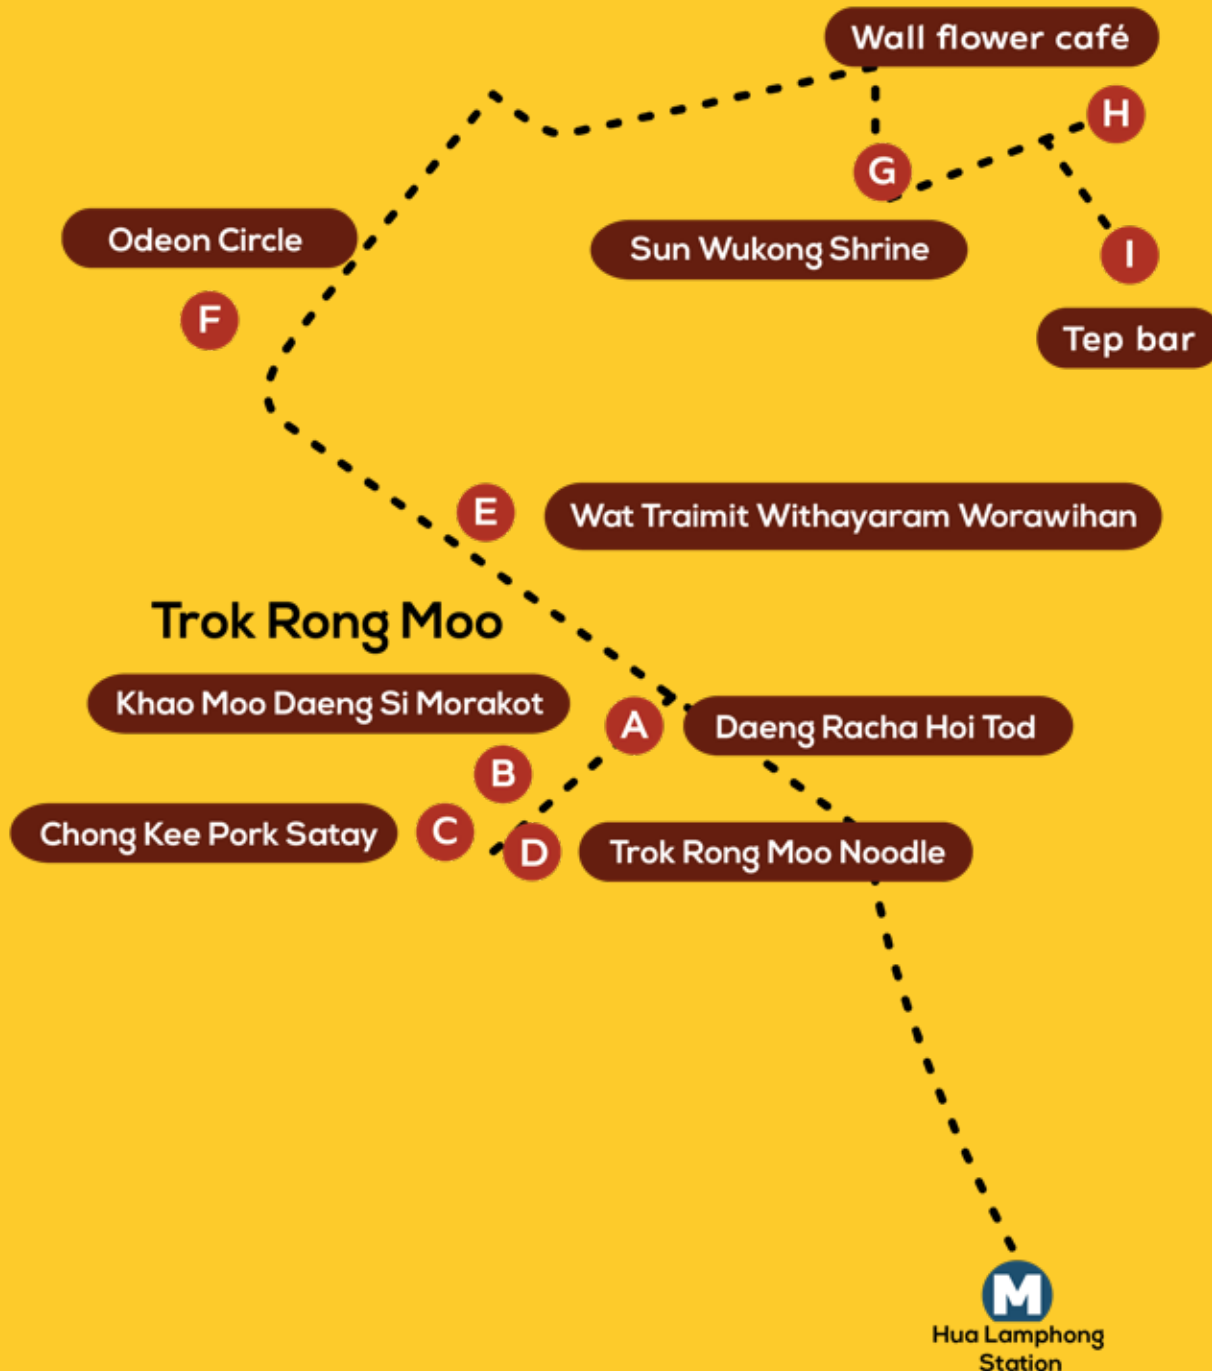 Wall flower café
H
G
Odeon Circle
Sun Wukong Shrine
I
F
Tep bar
E
Wat Traimit Withayaram Worawihan
Trok Rong Moo
Khao Moo Daeng Si Morakot
A
Daeng Racha Hoi Tod
B
Chong Kee Pork Satay
C
D
Trok Rong Moo Noodle
M
Hua Lamphong
Station